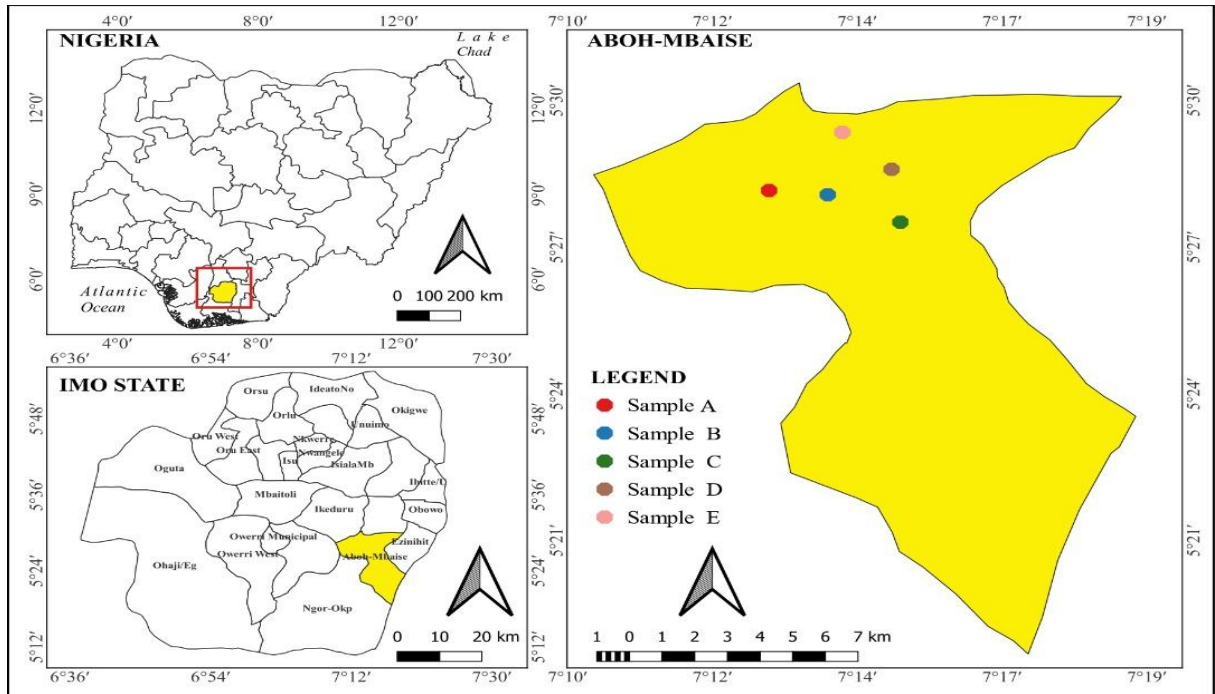 4°0′ 8°0′ 12°0′
NIGERIA
Lake
Chad
12°0′
9°0′
6°0′
12°0′
9°0′
6°0′
Atlantic
Ocean
0 100 200 km
4°0′ 8°0′ 12°0′
6°36′ 6°54′ 7°12′ 7°30′
IMO STATE
5°48′
5°36′
5°24′
5°12′
5°48′
5°36′
5°24′
5°12′
Orsu
IdeatoNo
Orlu
Okigwe
Unuimo
Oru West
Nkwerre
Oru East
Nwangele
Isu
IsialaMb
Oguta
Ihitte/U
Mbaitoli
Ikeduru
Obowo
Owerri Municipal
Ezinihit
Owerri West
Aboh-Mbaise
Ohaji/Eg
Ngor-Okp
0 10 20 km
6°36′ 6°54′ 7°12′ 7°30′
7°10′ 7°12′ 7°14′ 7°17′ 7°19′
ABOH-MBAISE
5°30′
5°27′
5°24′
5°21′
5°30′
5°27′
5°24′
5°21′
LEGEND
Sample A
Sample B
Sample C
Sample D
Sample E
1 0 1 2 3 4 5 6 7 km
7°10′ 7°12′ 7°14′ 7°17′ 7°19′